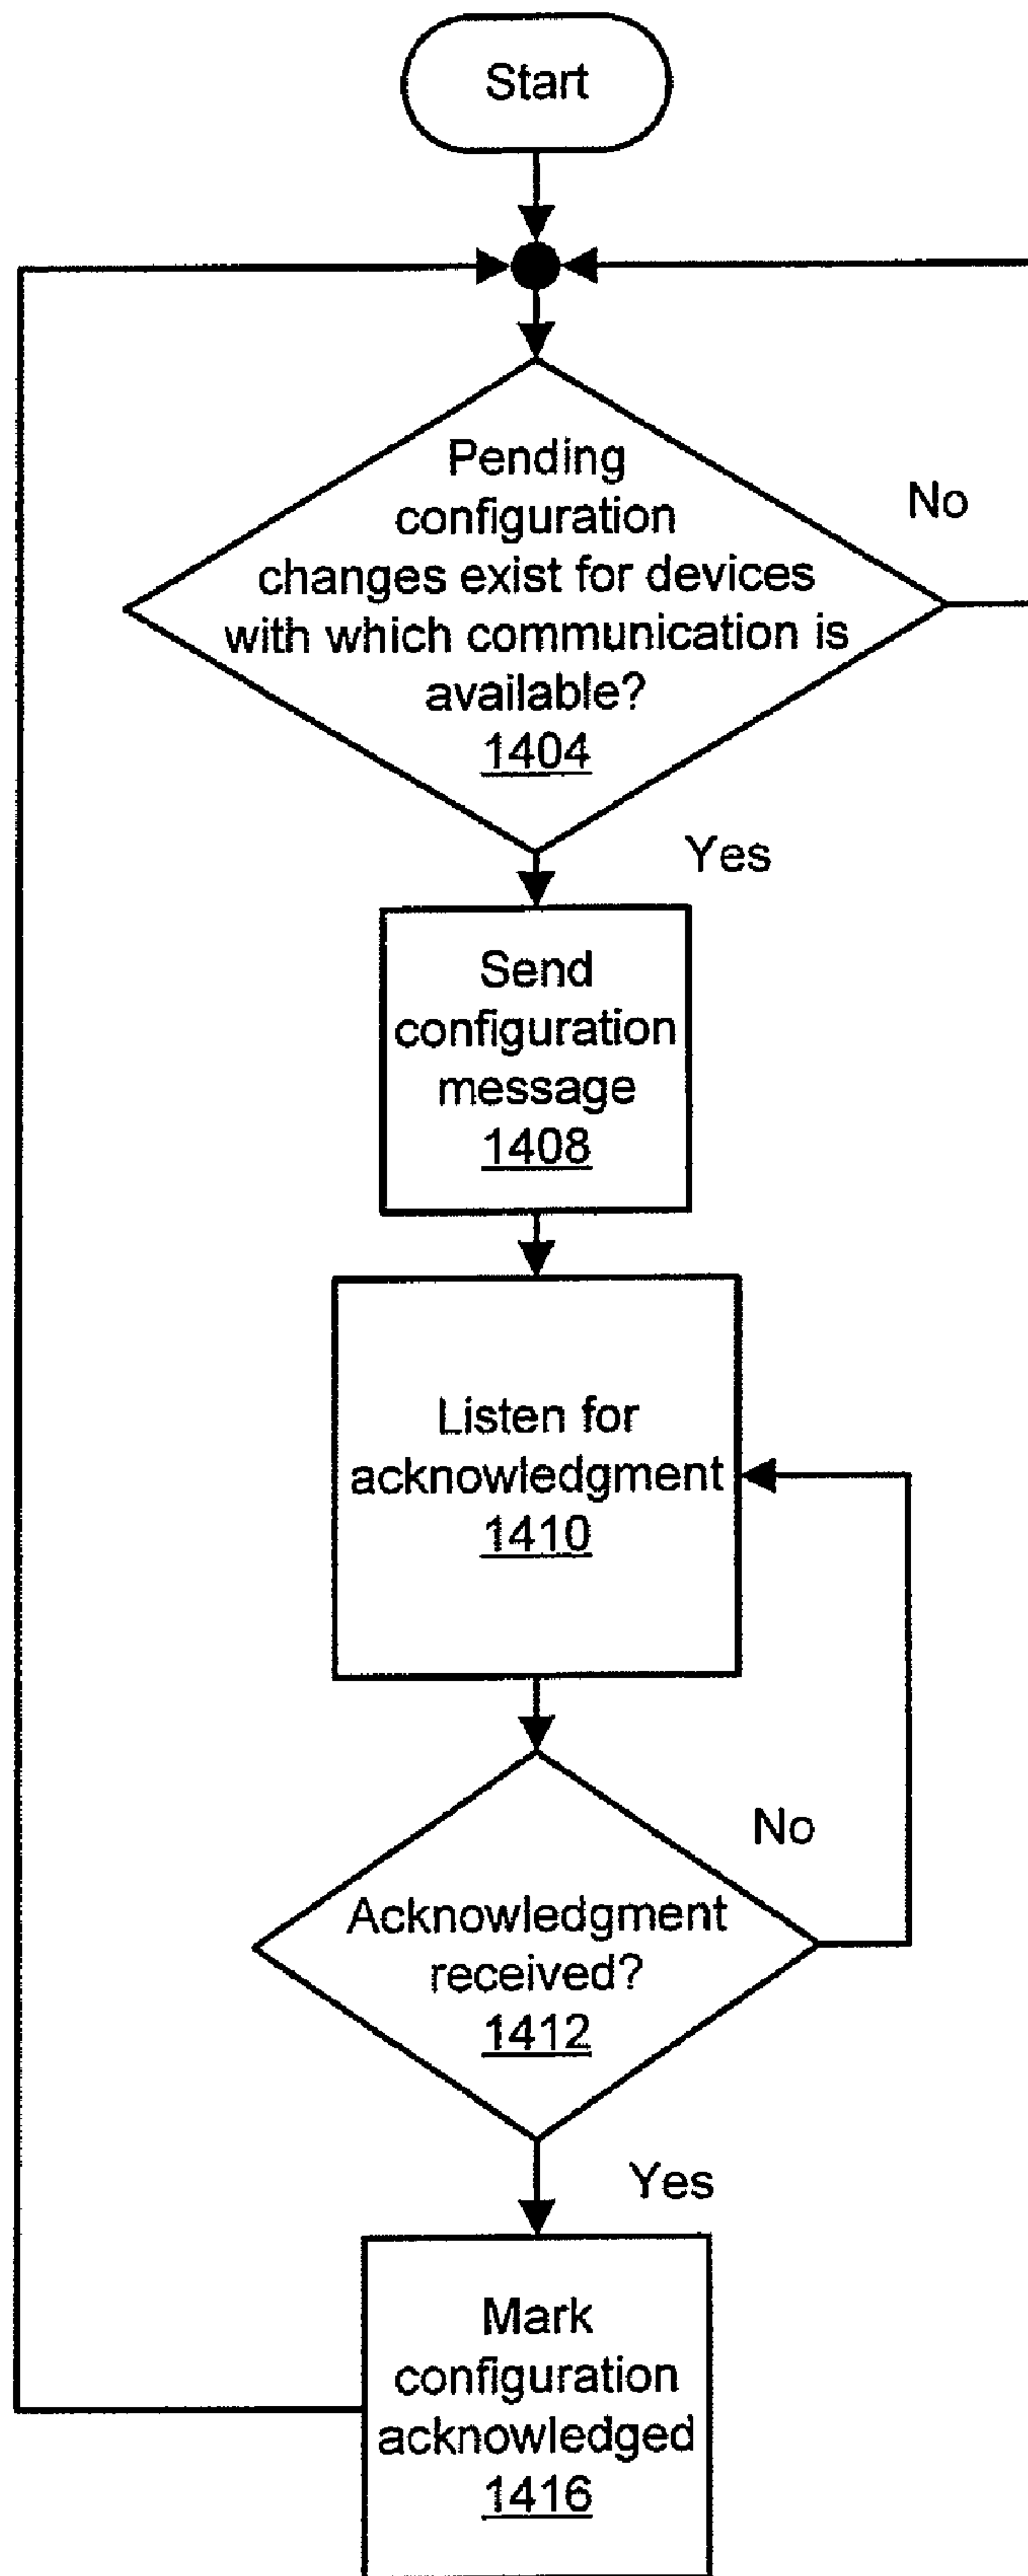 Start
Pending
configuration
changes exist for devices
with which communication is
available?
1404
No
Yes
Send
configuration
message
1408
Listen for
acknowledgment
1410
No
Acknowledgment
received?
1412
Yes
Mark
configuration
acknowledged
1416